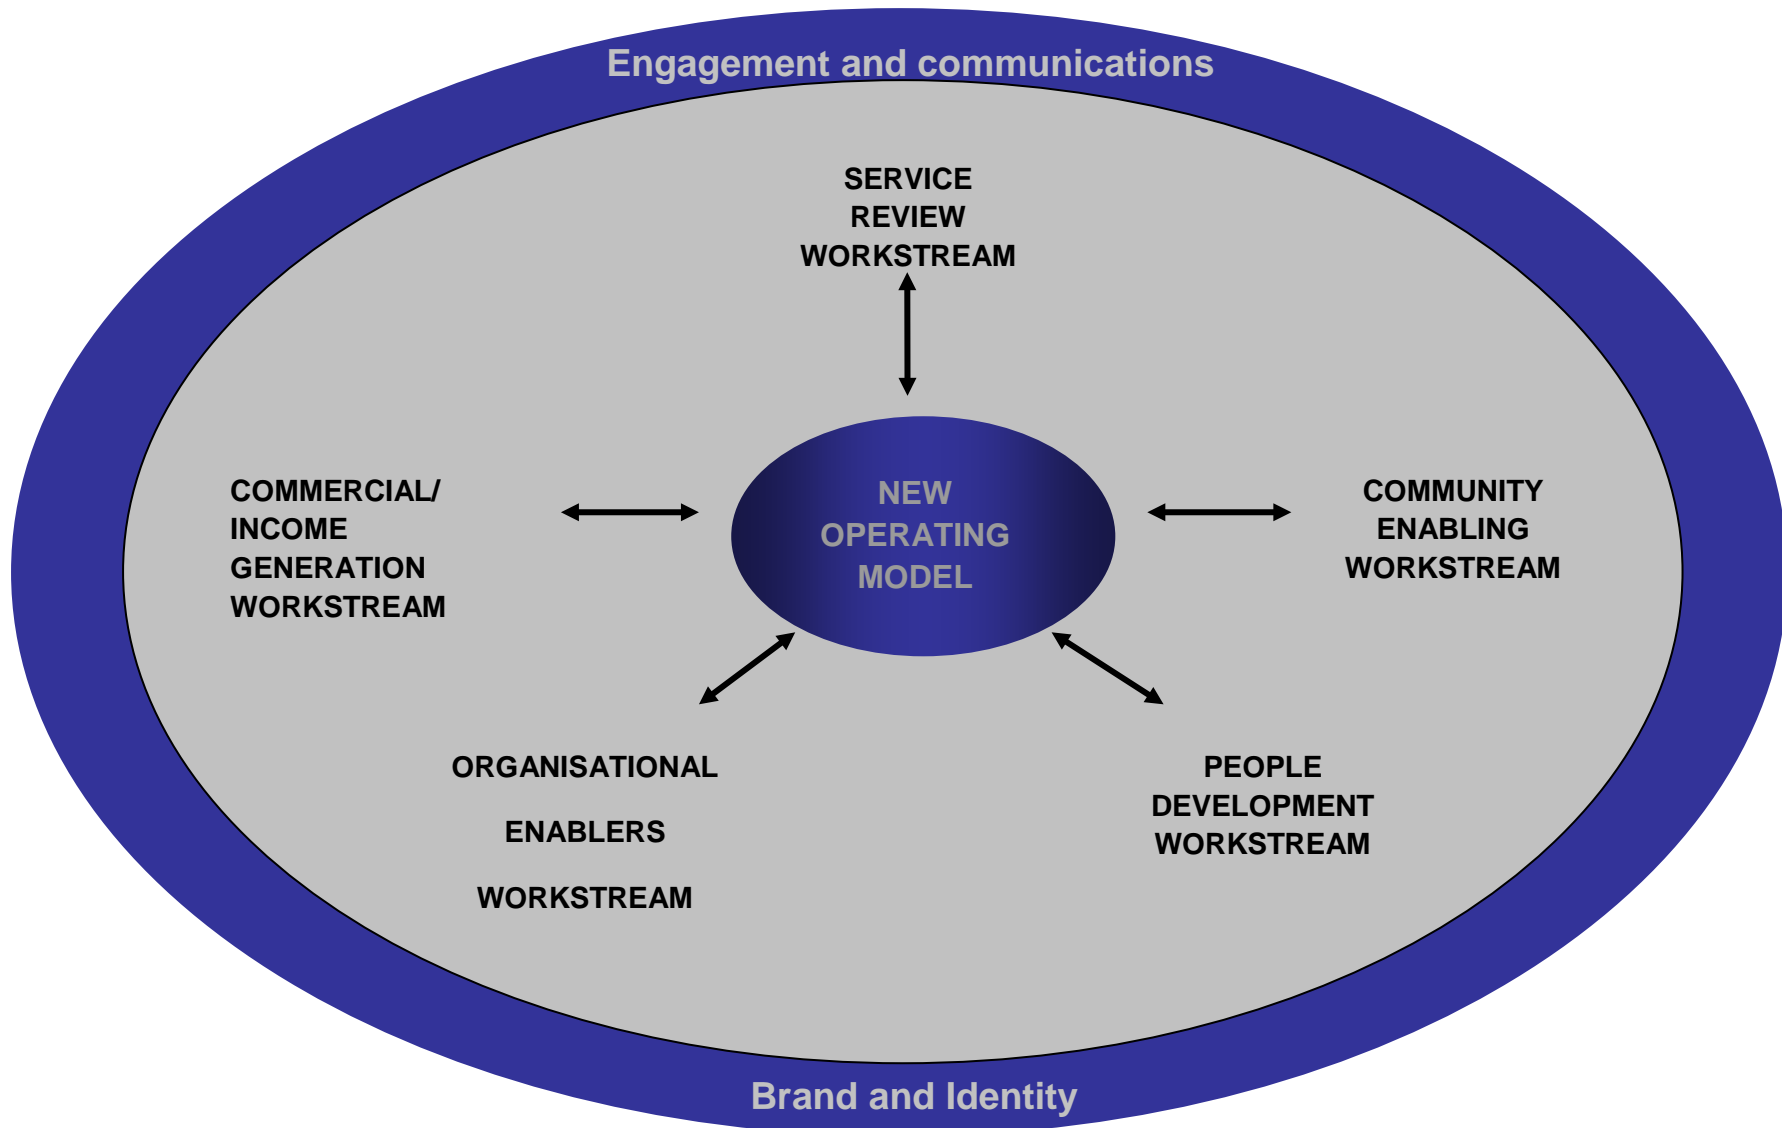 Engagement and communications
SERVICE
REVIEW
WORKSTREAM
COMMERCIAL/
INCOME
GENERATION
WORKSTREAM
NEW
OPERATING
MODEL
COMMUNITY
ENABLING
WORKSTREAM
ORGANISATIONAL
ENABLERS
WORKSTREAM
PEOPLE
DEVELOPMENT
WORKSTREAM
Brand and Identity